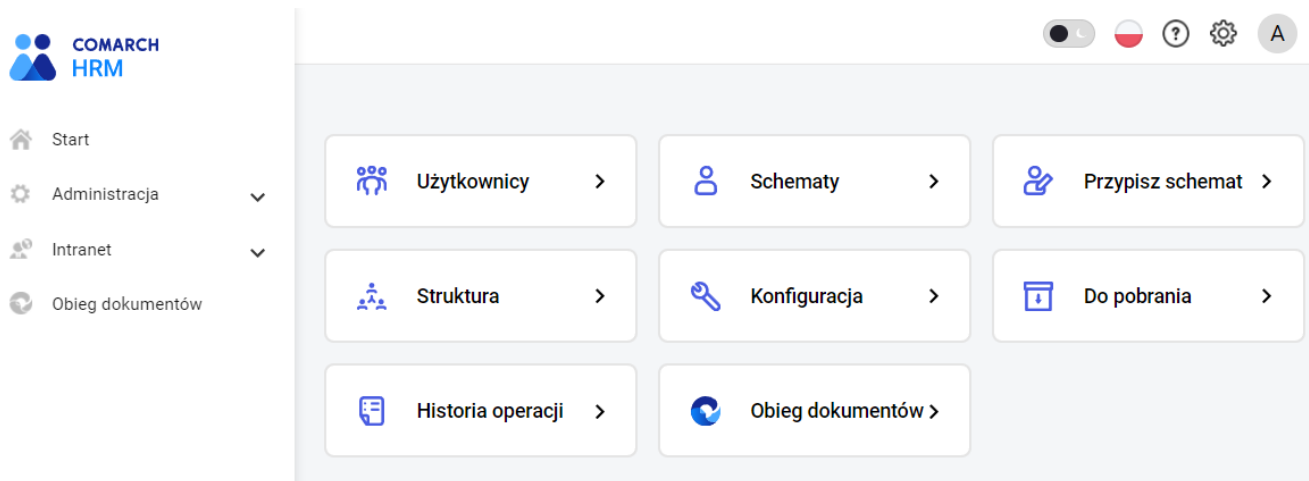 COMARCH
HRM
?
A
Start
Administracja
Intranet
Obieg dokumentów
Użytkownicy
Schematy
Przypisz schemat
Struktura
Konfiguracja
Do pobrania
Historia operacji
Obieg dokumentów